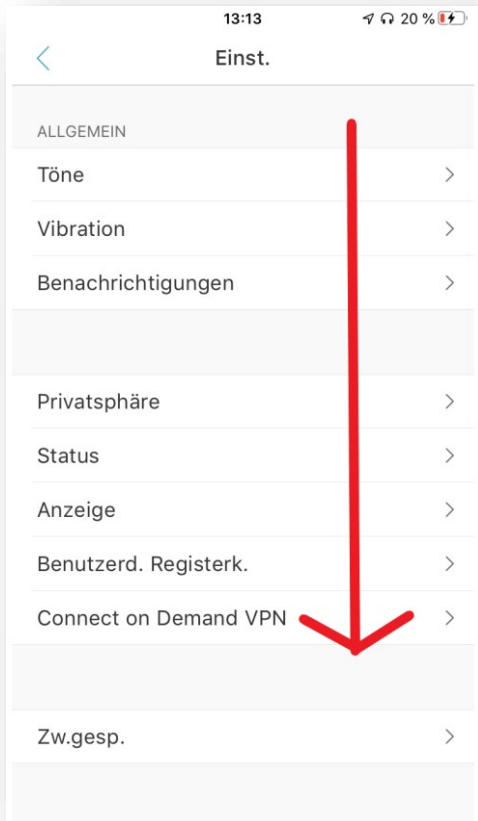 13:13
20 %
Einst.
ALLGEMEIN
Töne
Vibration
Benachrichtigungen
Privatsphäre
Status
Anzeige
Benutzerd. Registerk.
Connect on Demand VPN
Zw.gesp.